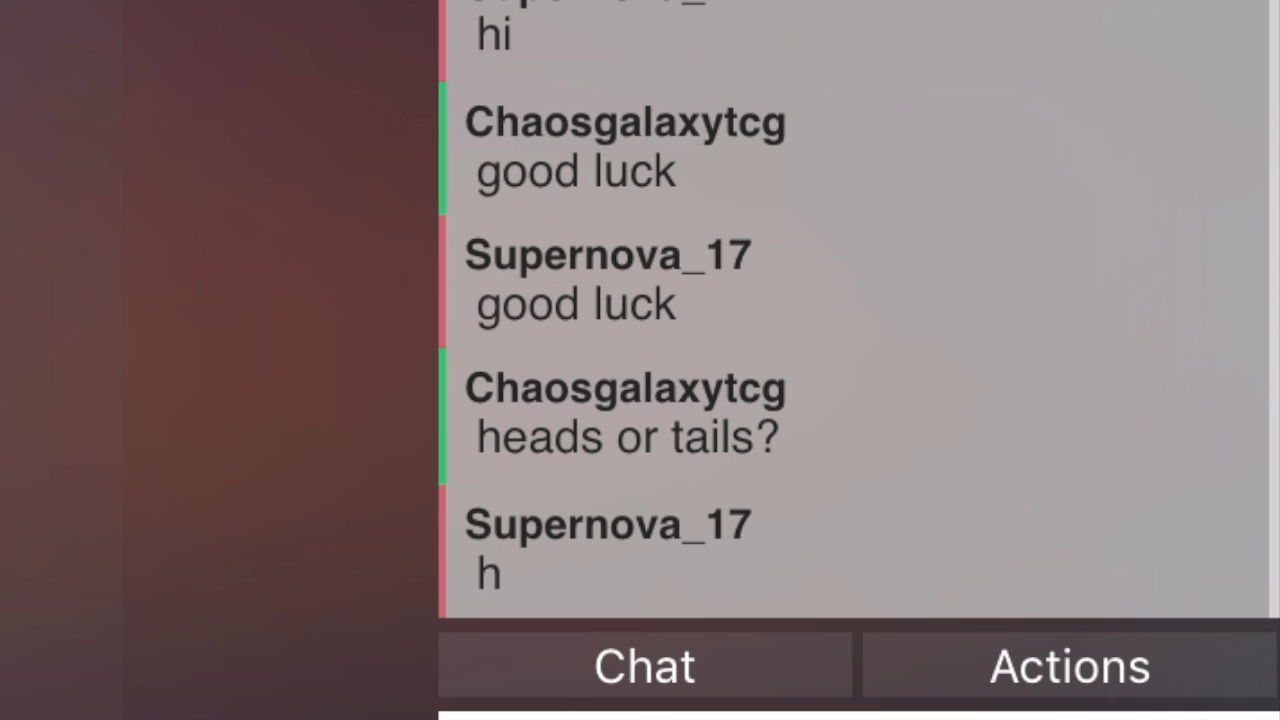 hi
Chaosgalaxytcg
good luck
Supernova_17
good luck
Chaosgalaxytcg
heads or tails?
Supernova_17
h
Chat
Actions